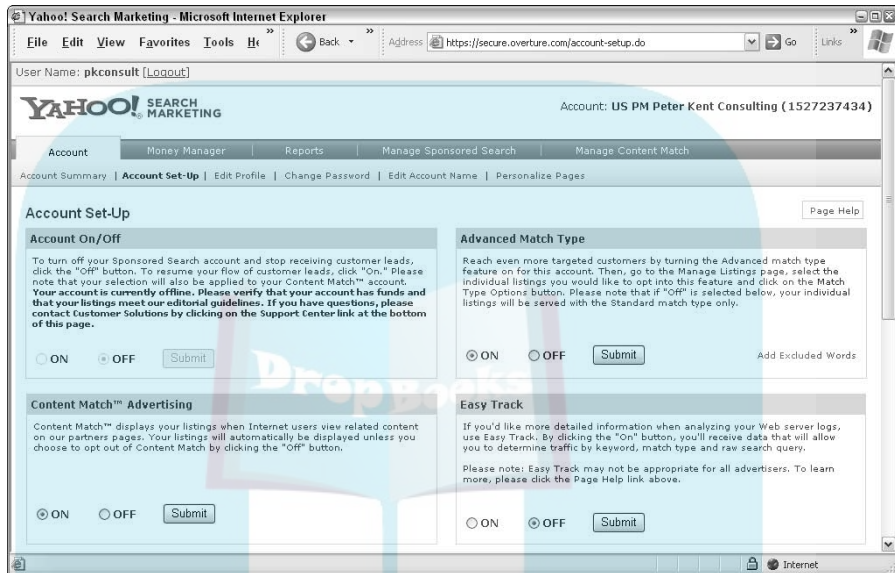 Yahoo! Search Marketing - Microsoft Internet Explorer
File Edit View Favorites Tools He » Back » Address https://secure.overture.com/account-setup.do Go Links »
User Name: pkconsult [Logout]
YAHOO! SEARCH MARKETING
Account: US PM Peter Kent Consulting (1527237434)
Account Money Manager | Reports | Manage Sponsored Search | Manage Content Match
Account Summary | Account Set-Up | Edit Profile | Change Password | Edit Account Name | Personalize Pages
Account Set-Up
Page Help
Account On/Off
To turn off your Sponsored Search account and stop receiving customer leads,
click the "Off" button. To resume your flow of customer leads, click "On." Please
note that your selection will also be applied to your Content Match™ account.
Your account is currently offline. Please verify that your account has funds and
that your listings meet our editorial guidelines. If you have questions, please
contact Customer Solutions by clicking on the Support Center link at the bottom
of this page.
ON OFF Submit
Advanced Match Type
Reach even more targeted customers by turning the Advanced match type
feature on for this account. Then, go to the Manage Listings page, select the
individual listings you would like to opt into this feature and click on the Match
Type Options button. Please note that if "Off" is selected below, your individual
listings will be served with the Standard match type only.
ON OFF Submit Add Excluded Words
DropBooks
Content Match™ Advertising
Content Match™ displays your listings when Internet users view related content
on our partners pages. Your listings will automatically be displayed unless you
choose to opt out of Content Match by clicking the "Off" button.
ON OFF Submit
Easy Track
If you'd like more detailed information when analyzing your Web server logs,
use Easy Track. By clicking the "On" button, you'll receive data that will allow
you to determine traffic by keyword, match type and raw search query.
Please note: Easy Track may not be appropriate for all advertisers. To learn
more, please click the Page Help link above.
ON OFF Submit
Internet